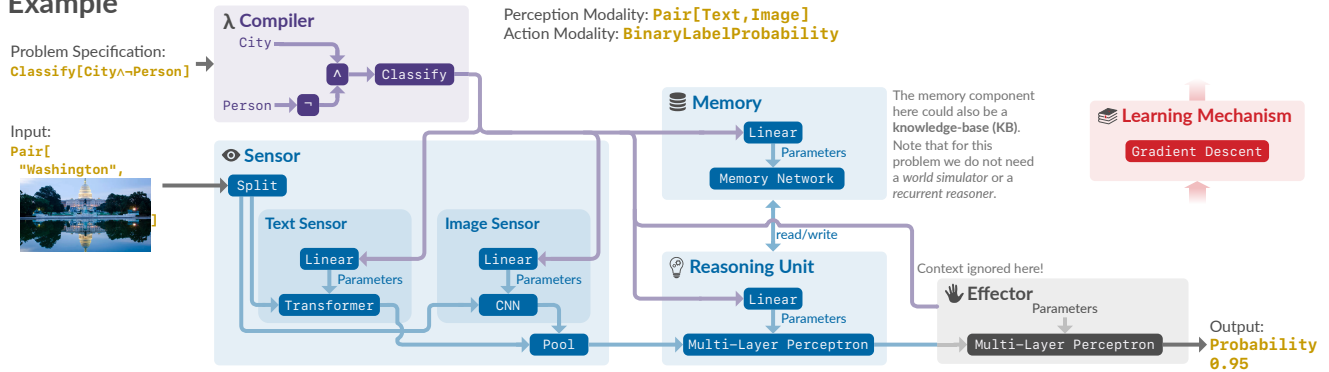 Example
Problem Specification:
Classify[City∧¬Person]
Input:
Pair[
"Washington",
]
λ Compiler
City
∧
Classify
Person
¬
Perception Modality: Pair[Text,Image]
Action Modality: BinaryLabelProbability
Sensor
Split
Text Sensor
Linear
Parameters
Transformer
Image Sensor
Linear
Parameters
CNN
Pool
Memory
Linear
Parameters
Memory Network
The memory component
here could also be a
knowledge-base (KB).
Note that for this
problem we do not need
a world simulator or a
recurrent reasoner.
read/write
Reasoning Unit
Linear
Parameters
Multi-Layer Perceptron
Learning Mechanism
Gradient Descent
Context ignored here!
Effector
Parameters
Multi-Layer Perceptron
Output:
Probability
0.95